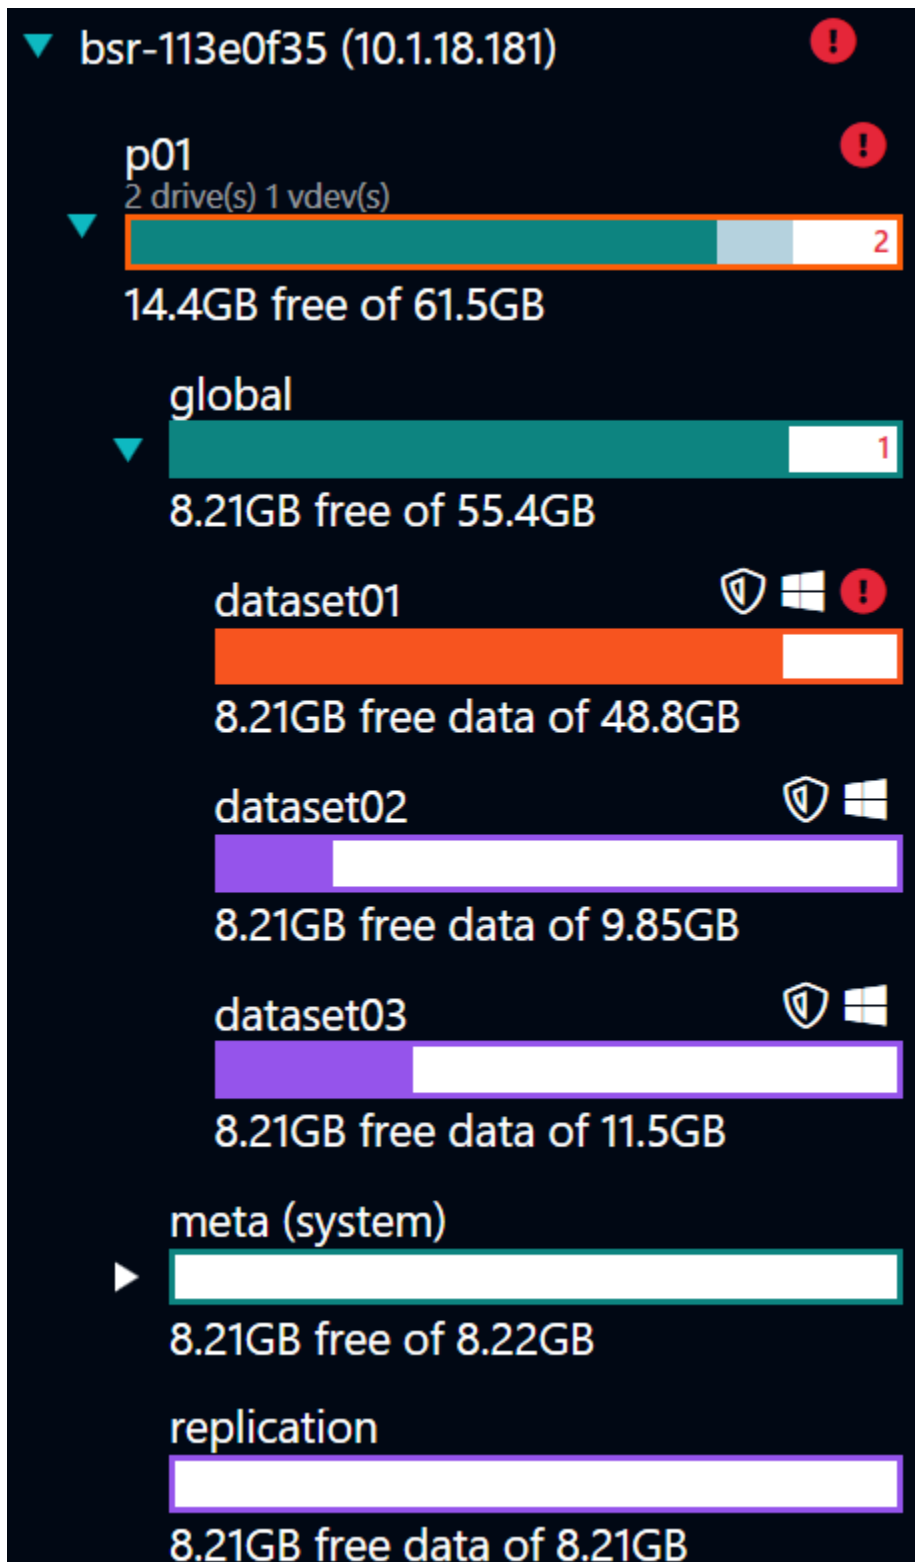 bsr-113e0f35 (10.1.18.181)
p01
2 drive(s) 1 vdev(s)
2
14.4GB free of 61.5GB
global
1
8.21GB free of 55.4GB
dataset01
8.21GB free data of 48.8GB
dataset02
8.21GB free data of 9.85GB
dataset03
8.21GB free data of 11.5GB
meta (system)
8.21GB free of 8.22GB
replication
8.21GB free data of 8.21GB